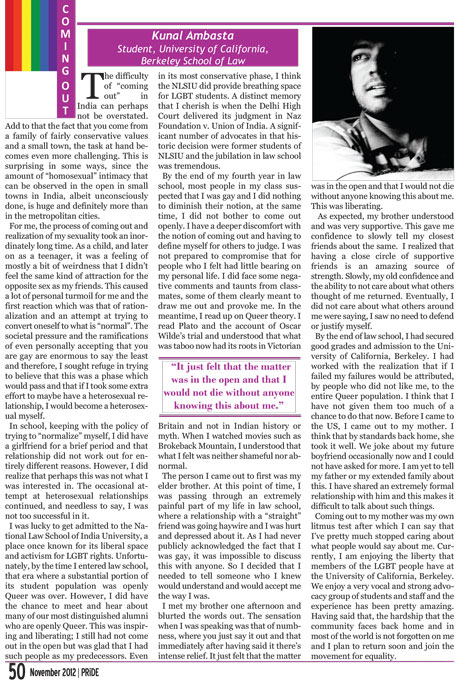 COMING OUT
Kunal Ambasta
Student, University of California,
Berkeley School of Law
The difficulty
of “coming
out” in
India can perhaps
not be overstated.
Add to that the fact that you come from
a family of fairly conservative values
and a small town, the task at hand be-
comes even more challenging. This is
surprising in some ways, since the
amount of “homosexual” intimacy that
can be observed in the open in small
towns in India, albeit unconsciously
done, is huge and definitely more than
in the metropolitan cities.
For me, the process of coming out and
realization of my sexuality took an inor-
dinately long time. As a child, and later
on as a teenager, it was a feeling of
mostly a bit of weirdness that I didn’t
feel the same kind of attraction for the
opposite sex as my friends. This caused
a lot of personal turmoil for me and the
first reaction which was that of ration-
alization and an attempt at trying to
convert oneself to what is “normal”. The
societal pressure and the ramifications
of even personally accepting that you
are gay are enormous to say the least
and therefore, I sought refuge in trying
to believe that this was a phase which
would pass and that if I took some extra
effort to maybe have a heterosexual re-
lationship, I would become a heterosex-
ual myself.
In school, keeping with the policy of
trying to “normalize” myself, I did have
a girlfriend for a brief period and that
relationship did not work out for en-
tirely different reasons. However, I did
realize that perhaps this was not what I
was interested in. The occasional at-
tempt at heterosexual relationships
continued, and needless to say, I was
not too successful in it.
I was lucky to get admitted to the Na-
tional Law School of India University, a
place once known for its liberal space
and activism for LGBT rights. Unfortu-
nately, by the time I entered law school,
that era where a substantial portion of
its student population was openly
Queer was over. However, I did have
the chance to meet and hear about
many of our most distinguished alumni
who are openly Queer. This was inspir-
ing and liberating; I still had not come
out in the open but was glad that I had
such people as my predecessors. Even
in its most conservative phase, I think
the NLSIU did provide breathing space
for LGBT students. A distinct memory
that I cherish is when the Delhi High
Court delivered its judgment in Naz
Foundation v. Union of India. A signif-
icant number of advocates in that his-
toric decision were former students of
NLSIU and the jubilation in law school
was tremendous.
By the end of my fourth year in law
school, most people in my class sus-
pected that I was gay and I did nothing
to diminish their notion, at the same
time, I did not bother to come out
openly. I have a deeper discomfort with
the notion of coming out and having to
define myself for others to judge. I was
not prepared to compromise that for
people who I felt had little bearing on
my personal life. I did face some nega-
tive comments and taunts from class-
mates, some of them clearly meant to
draw me out and provoke me. In the
meantime, I read up on Queer theory. I
read Plato and the account of Oscar
Wilde’s trial and understood that what
was taboo now had its roots in Victorian
“It just felt that the matter
was in the open and that I
would not die without anyone
knowing this about me.”
Britain and not in Indian history or
myth. When I watched movies such as
Brokeback Mountain, I understood that
what I felt was neither shameful nor ab-
normal.
The person I came out to first was my
elder brother. At this point of time, I
was passing through an extremely
painful part of my life in law school,
where a relationship with a “straight”
friend was going haywire and I was hurt
and depressed about it. As I had never
publicly acknowledged the fact that I
was gay, it was impossible to discuss
this with anyone. So I decided that I
needed to tell someone who I knew
would understand and would accept me
the way I was.
I met my brother one afternoon and
blurted the words out. The sensation
when I was speaking was that of numb-
ness, where you say it out and that
immediately after having said it there’s
intense relief. It just felt that the matter
was in the open and that I would not die
without anyone knowing this about me.
This was liberating.
As expected, my brother understood
and was very supportive. This gave me
confidence to slowly tell my closest
friends about the same. I realized that
having a close circle of supportive
friends is an amazing source of
strength. Slowly, my old confidence and
the ability to not care about what others
thought of me returned. Eventually, I
did not care about what others around
me were saying, I saw no need to defend
or justify myself.
By the end of law school, I had secured
good grades and admission to the Uni-
versity of California, Berkeley. I had
worked with the realization that if I
failed my failures would be attributed,
by people who did not like me, to the
entire Queer population. I think that I
have not given them too much of a
chance to do that now. Before I came to
the US, I came out to my mother. I
think that by standards back home, she
took it well. We joke about my future
boyfriend occasionally now and I could
not have asked for more. I am yet to tell
my father or my extended family about
this. I have shared an extremely formal
relationship with him and this makes it
difficult to talk about such things.
Coming out to my mother was my own
litmus test after which I can say that
I’ve pretty much stopped caring about
what people would say about me. Cur-
rently, I am enjoying the liberty that
members of the LGBT people have at
the University of California, Berkeley.
We enjoy a very vocal and strong advo-
cacy group of students and staff and the
experience has been pretty amazing.
Having said that, the hardship that the
community faces back home and in
most of the world is not forgotten on me
and I plan to return soon and join the
movement for equality.
50 November 2012 | PRiDE